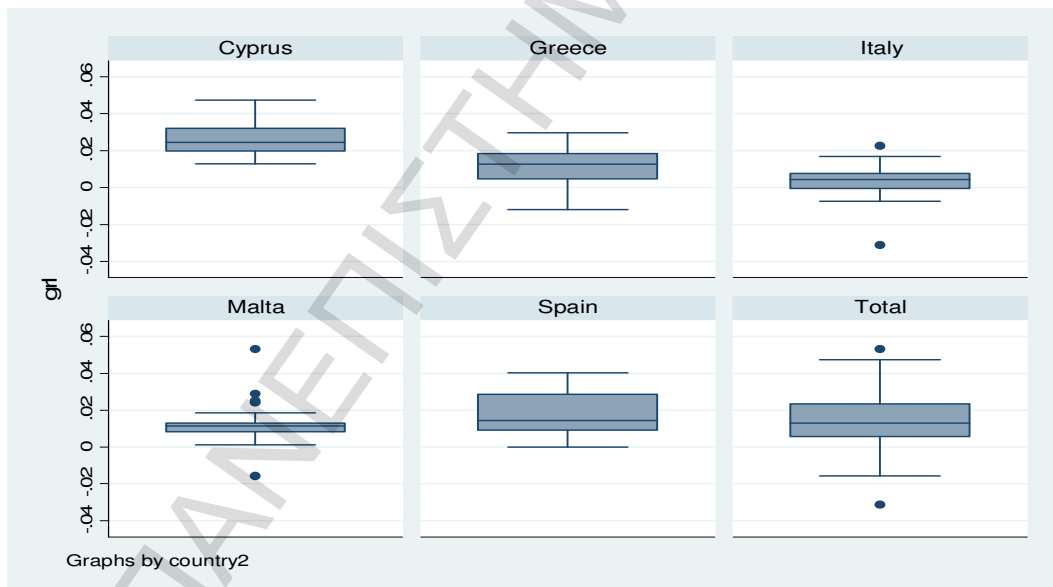 Cyprus Greece Italy
.06
.04
.02
0
-.02
-.04
grl
Malta Spain Total
.06
.04
.02
0
-.02
-.04
Graphs by country2
ΠΑΝΕΠΙΣΤΗΜ